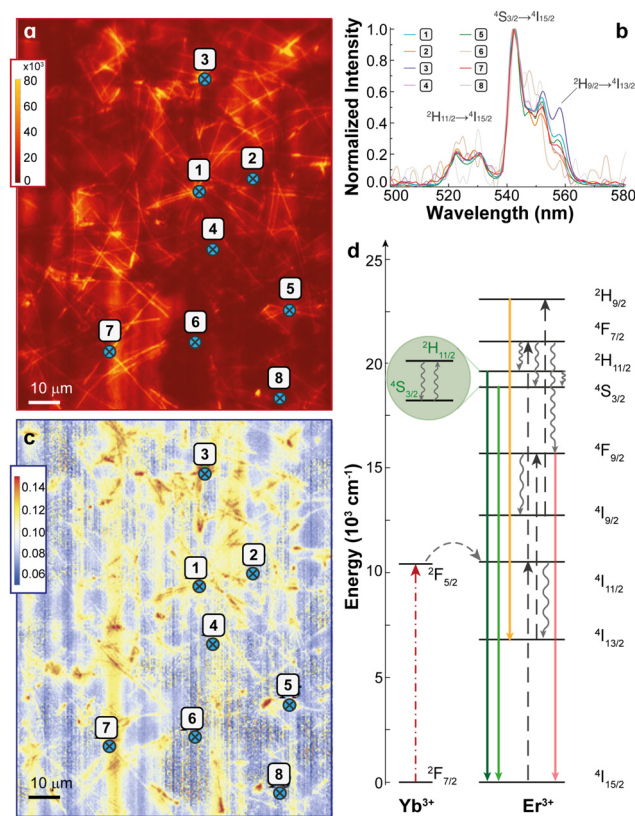 a
80 x10³
60
40
20
0
3
1
2
4
5
6
7
8
10 μm
b
⁴S₃/₂→⁴I₁₅/₂
²H₉/₂→⁴I₁₃/₂
²H₁₁/₂→⁴I₁₅/₂
1 5
2 6
3 7
4 8
Normalized Intensity
1.0
0.8
0.6
0.4
0.2
0.0
500 520 540 560 581
Wavelength (nm)
c
0.14
0.12
0.10
0.08
0.06
3
1
2
4
5
6
7
8
10 μm
d
Energy (10³ cm⁻¹)
25
20
15
10
5
0
²H₁₁/₂
⁴S₃/₂
²F₅/₂
²F₇/₂
²H₉/₂
⁴F₇/₂
²H₁₁/₂
⁴S₃/₂
⁴F₉/₂
⁴I₉/₂
⁴I₁₁/₂
⁴I₁₃/₂
⁴I₁₅/₂
Yb³⁺ Er³⁺